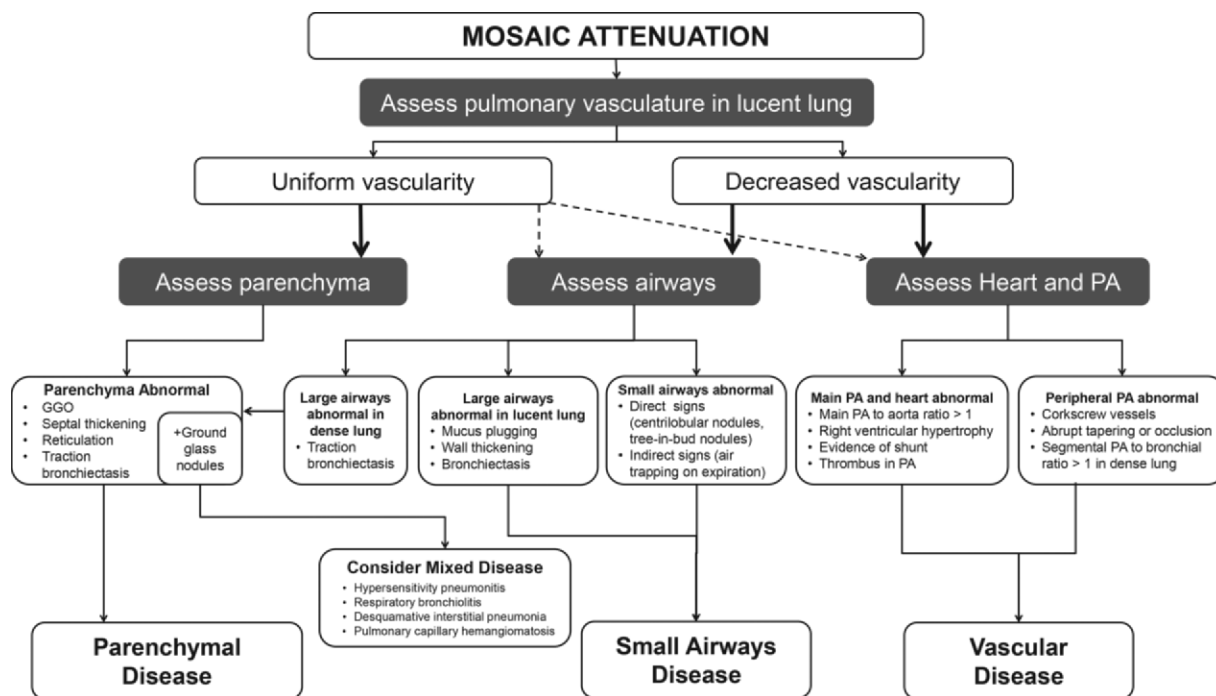 MOSAIC ATTENUATION
Assess pulmonary vasculature in lucent lung
Uniform vascularity
Decreased vascularity
Assess parenchyma
Assess airways
Assess Heart and PA
Parenchyma Abnormal
• GGO
• Septal thickening
• Reticulation
• Traction
bronchiectasis
+Ground
glass
nodules
Large airways
abnormal in
dense lung
• Traction
bronchiectasis
Large airways
abnormal in lucent lung
• Mucus plugging
• Wall thickening
• Bronchiectasis
Small airways abnormal
• Direct signs
(centrilobular nodules,
tree-in-bud nodules)
• Indirect signs (air
trapping on expiration)
Main PA and heart abnormal
• Main PA to aorta ratio > 1
• Right ventricular hypertrophy
• Evidence of shunt
• Thrombus in PA
Peripheral PA abnormal
• Corkscrew vessels
• Abrupt tapering or occlusion
• Segmental PA to bronchial
ratio > 1 in dense lung
Consider Mixed Disease
• Hypersensitivity pneumonitis
• Respiratory bronchiolitis
• Desquamative interstitial pneumonia
• Pulmonary capillary hemangiomatosis
Parenchymal
Disease
Small Airways
Disease
Vascular
Disease